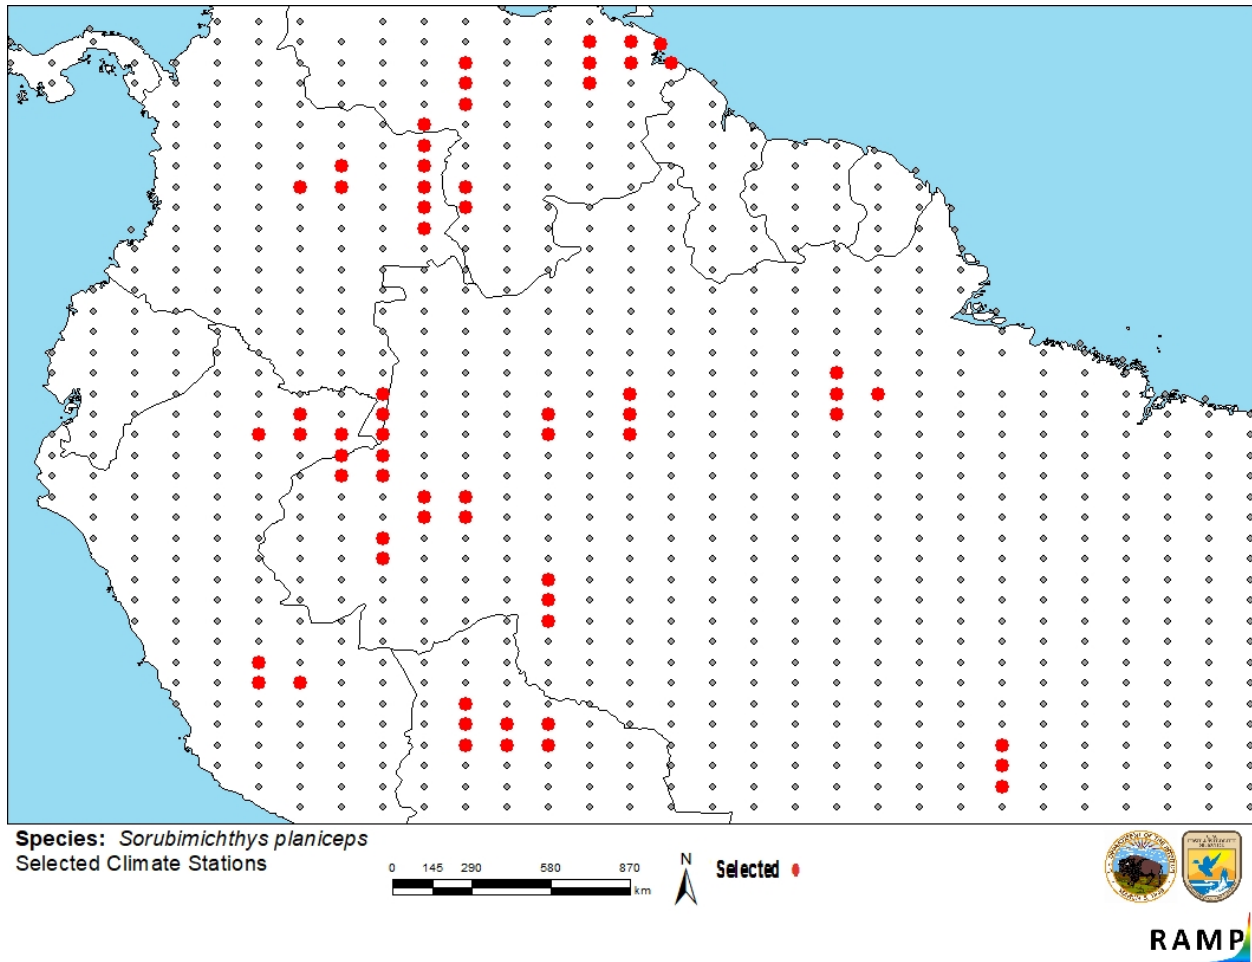 Species: Sorubimichthys planiceps
Selected Climate Stations
0 145 290 580 870
km
N
Selected
RAMP